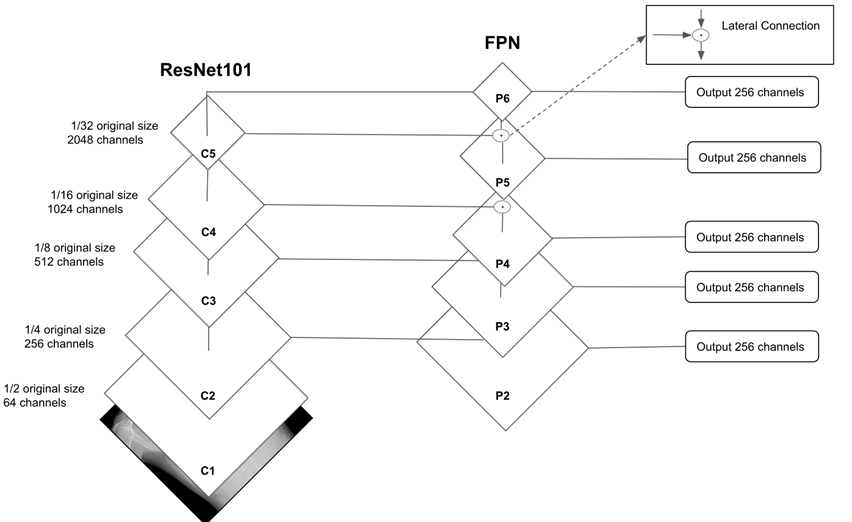 Lateral Connection
FPN
ResNet101
P6
Output 256 channels
1/32 original size
2048 channels
C5
P5
Output 256 channels
1/16 original size
1024 channels
C4
P4
Output 256 channels
1/8 original size
512 channels
C3
P3
Output 256 channels
1/4 original size
256 channels
C2
P2
Output 256 channels
1/2 original size
64 channels
C1